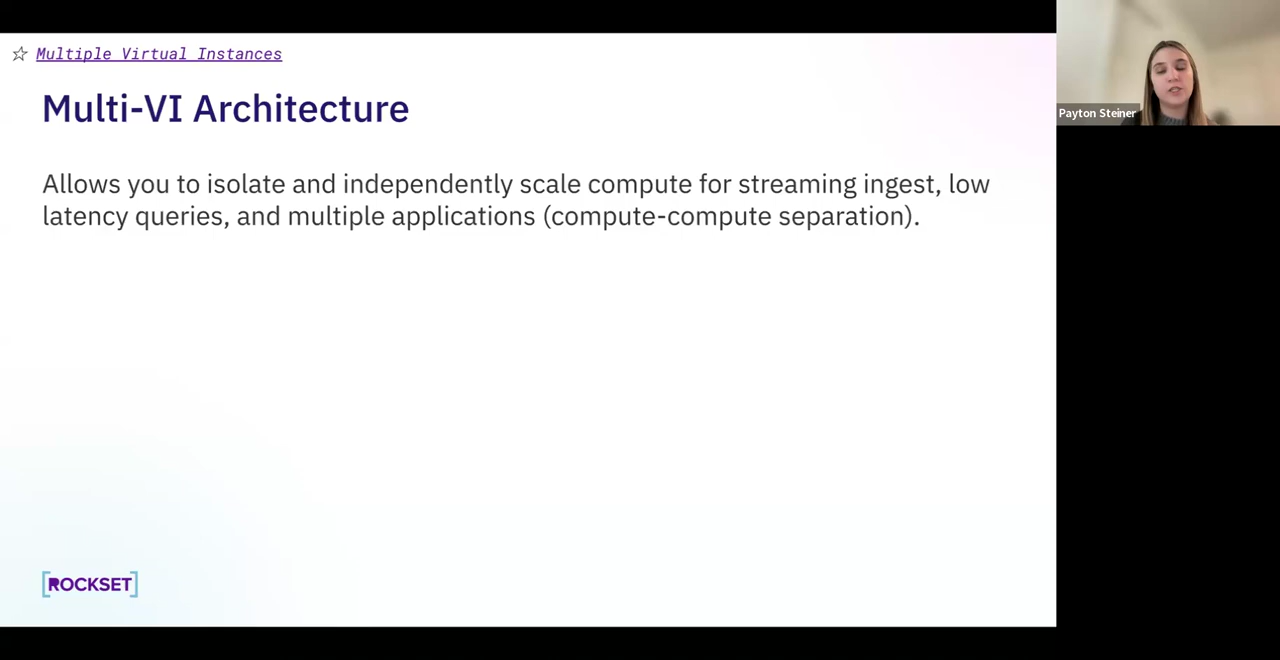 ☆ Multiple Virtual Instances
Multi-VI Architecture
Allows you to isolate and independently scale compute for streaming ingest, low
latency queries, and multiple applications (compute-compute separation).
[ROCKSET]
Payton Steiner